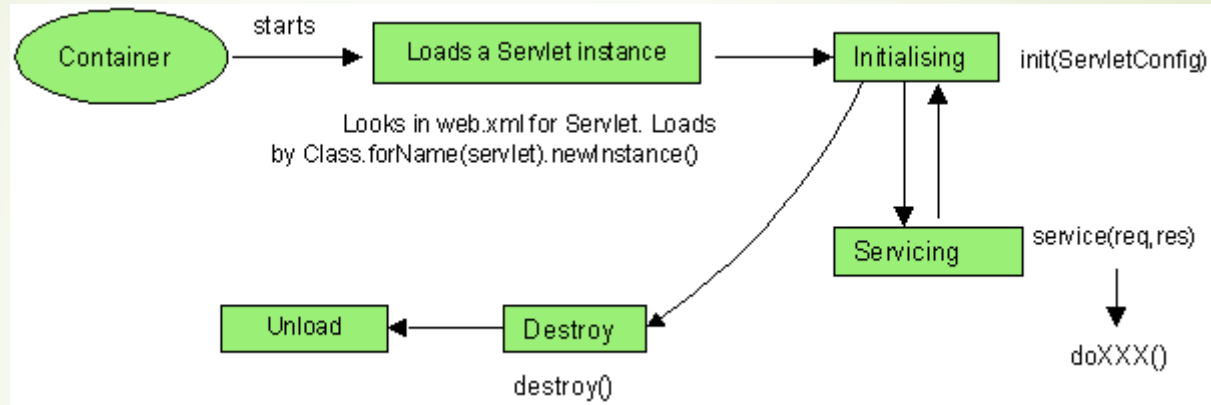 starts
Container
Loads a Servlet instance
Initialising
init(ServletConfig)
Looks in web.xml for Servlet. Loads
by Class.forName(servlet).newInstance()
Servicing
service(req,res)
Unload
Destroy
doXXX()
destroy()